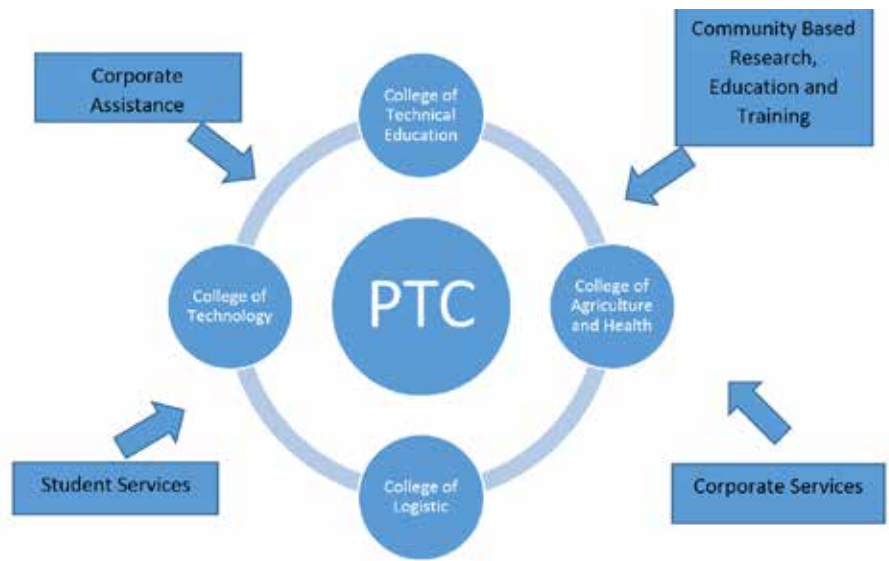 Corporate
Assistance
Community Based
Research,
Education and
Training
College of
Technical
Education
College of
Technology
PTC
College of
Agriculture
and Health
College of
Logistic
Student Services
Corporate Services